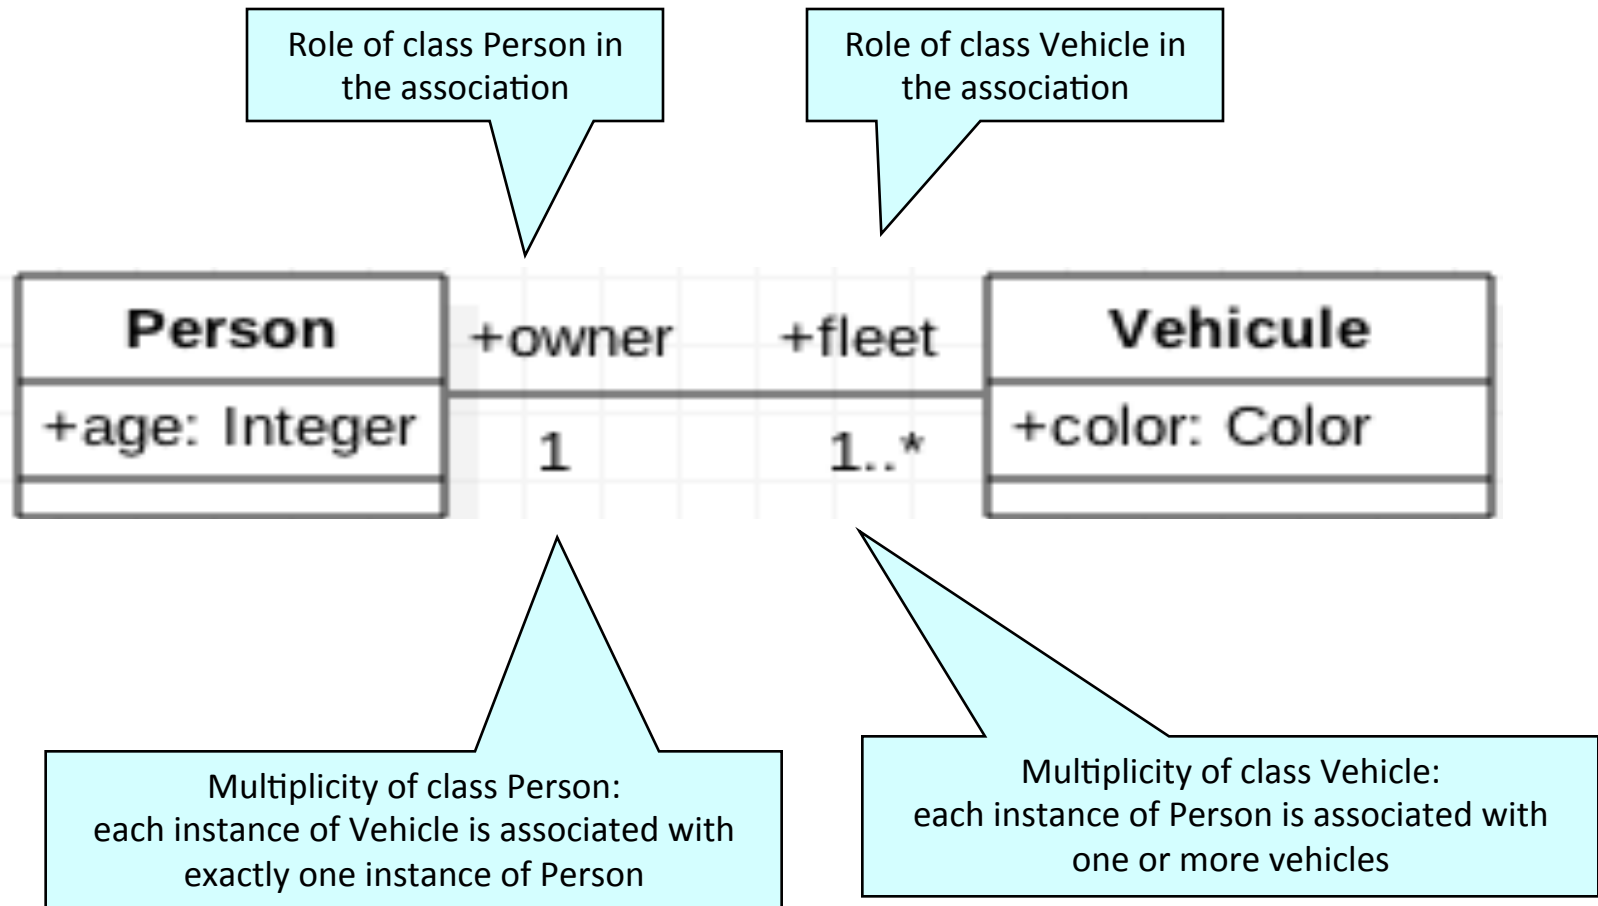 Role of class Person in
the association
Role of class Vehicle in
the association
Person
+age: Integer
+owner
1
+fleet
1..*
Vehicule
+color: Color
Multiplicity of class Person:
each instance of Vehicle is associated with
exactly one instance of Person
Multiplicity of class Vehicle:
each instance of Person is associated with
one or more vehicles